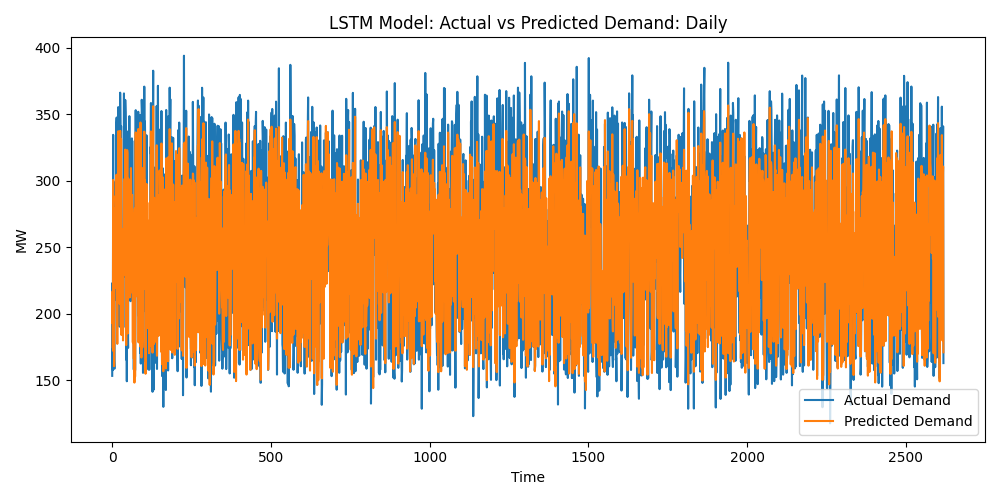 LSTM Model: Actual vs Predicted Demand: Daily
400
350
300
250
200
150
MW
0
500
1000
1500
2000
2500
Time
Actual Demand
Predicted Demand